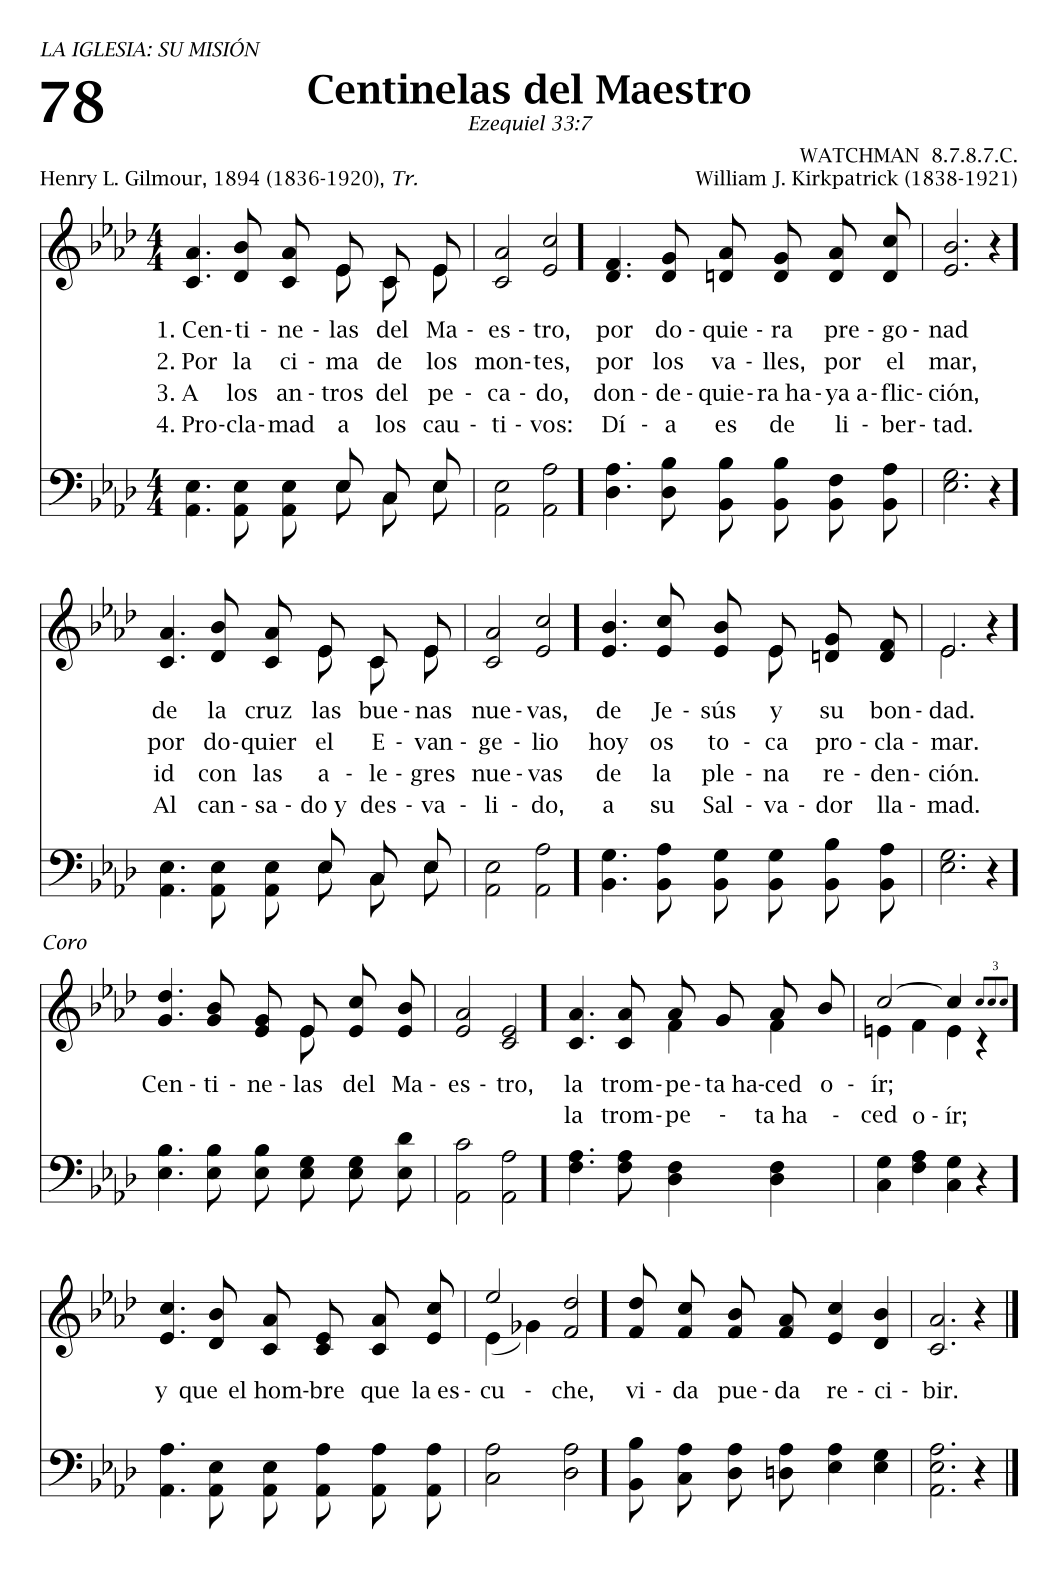 LA IGLESIA: SU MISIÓN
78
Centinelas del Maestro
Ezequiel 33:7
WATCHMAN 8.7.8.7.C.
Henry L. Gilmour, 1894 (1836-1920), Tr.
William J. Kirkpatrick (1838-1921)
1. Cen - ti - ne - las del Ma - es - tro, por do - quie - ra pre - go - nad
2. Por la ci - ma de los mon - tes, por los va - lles, por el mar,
3. A los an - tros del pe - ca - do, don - de - quie - ra ha - ya a - flic - ción,
4. Pro - cla - mad a los cau - ti - vos: Dí - a es de li - ber - tad.
de la cruz las bue - nas nue - vas, de Je - sús y su bon - dad.
por do - quier el E - van - ge - lio hoy os to - ca pro - cla - mar.
id con las a - le - gres nue - vas de la ple - na re - den - ción.
Al can - sa - do y des - va - li - do, a su Sal - va - dor lla - mad.
Coro
3
Cen - ti - ne - las del Ma - es - tro, la trom - pe - ta ha - ced o - ír;
la trom - pe - ta ha - ced o - ír;
y que el hom - bre que la es - cu - che, vi - da pue - da re - ci - bir.